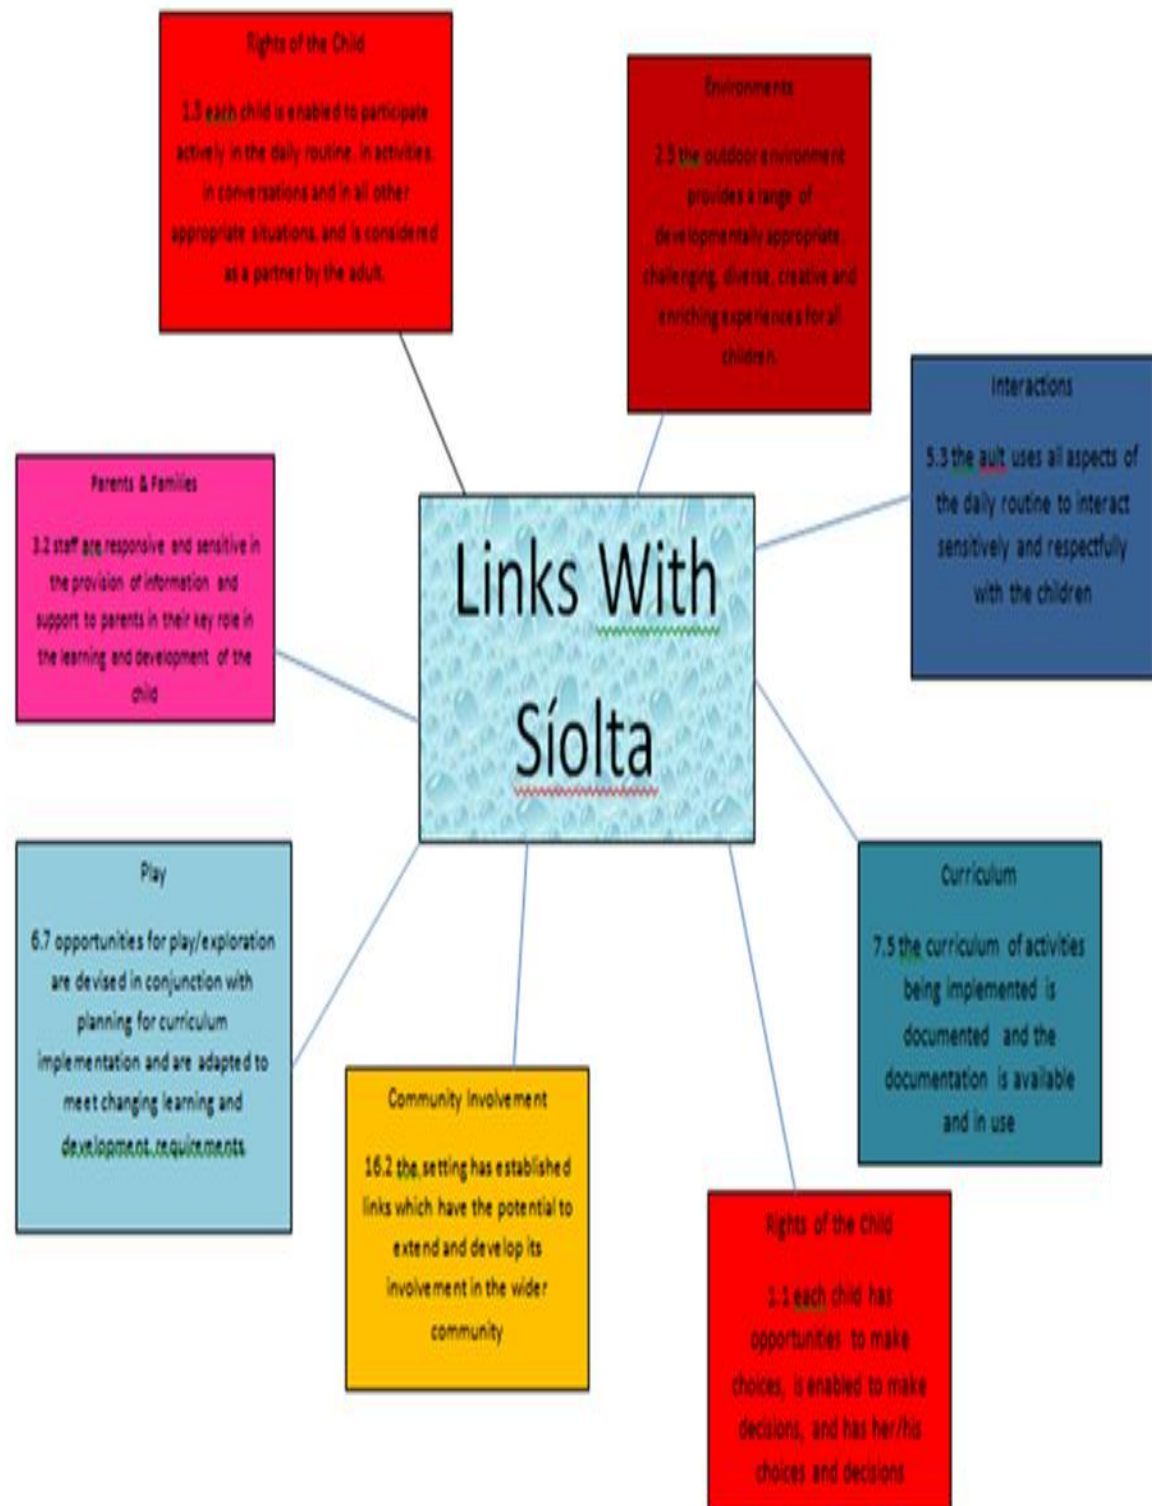 Rights of the Child
1.3 each child is enabled to participate
actively in the daily routine, in activities,
in conversations and in all other
appropriate situations, and is considered
as a partner by the adult.
Environments
2.5 the outdoor environment
provides a range of
developmentally appropriate,
challenging, diverse, creative and
enriching experiences for all
children.
Interactions
5.3 the ault uses all aspects of
the daily routine to interact
sensitively and respectfully
with the children
Parents & Families
3.2 staff are responsive and sensitive in
the provision of information and
support to parents in their key role in
the learning and development of the
child
Links With
Síolta
Play
6.7 opportunities for play/exploration
are devised in conjunction with
planning for curriculum
implementation and are adapted to
meet changing learning and
development requirements
Curriculum
7.5 the curriculum of activities
being implemented is
documented and the
documentation is available
and in use
Community Involvement
16.2 the setting has established
links which have the potential to
extend and develop its
involvement in the wider
community
Rights of the Child
1.1 each child has
opportunities to make
choices, is enabled to make
decisions, and has her/his
choices and decisions